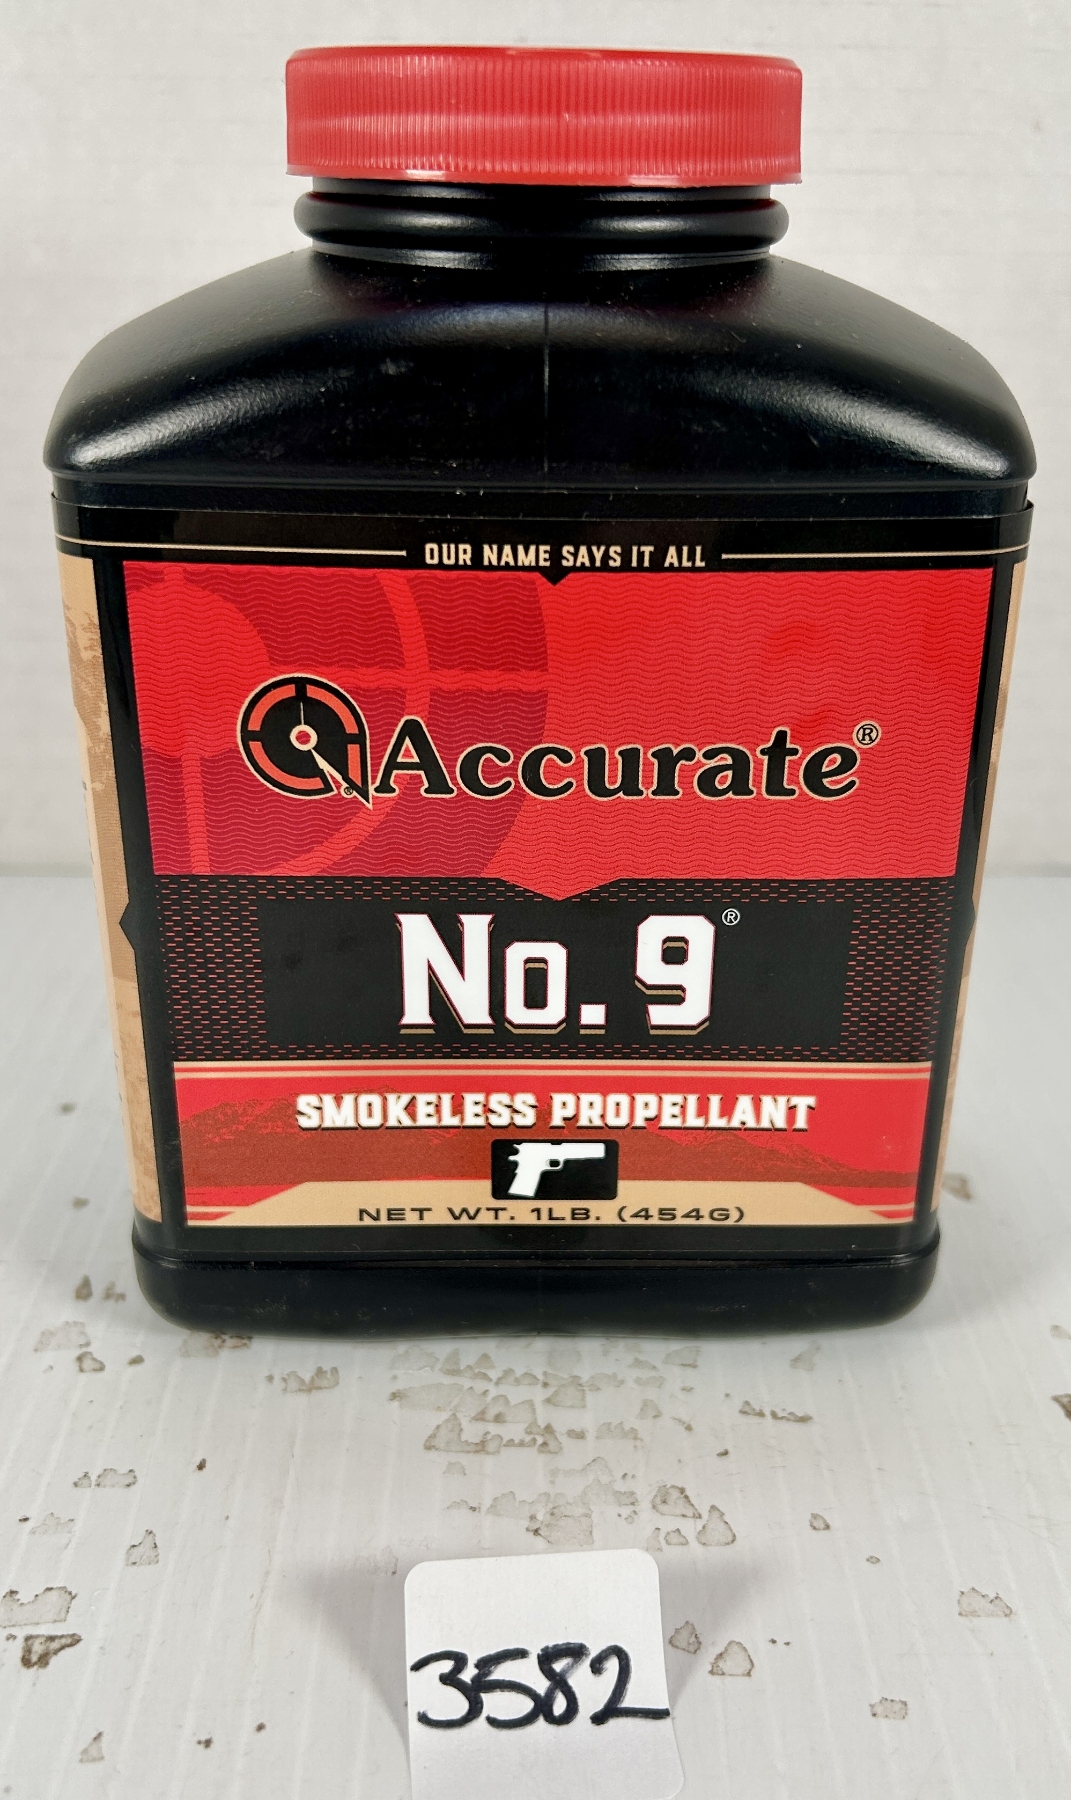 OUR NAME SAYS IT ALL
Accurate®
No. 9®
SMOKELESS PROPELLANT
NET WT. 1LB. (454G)
3582